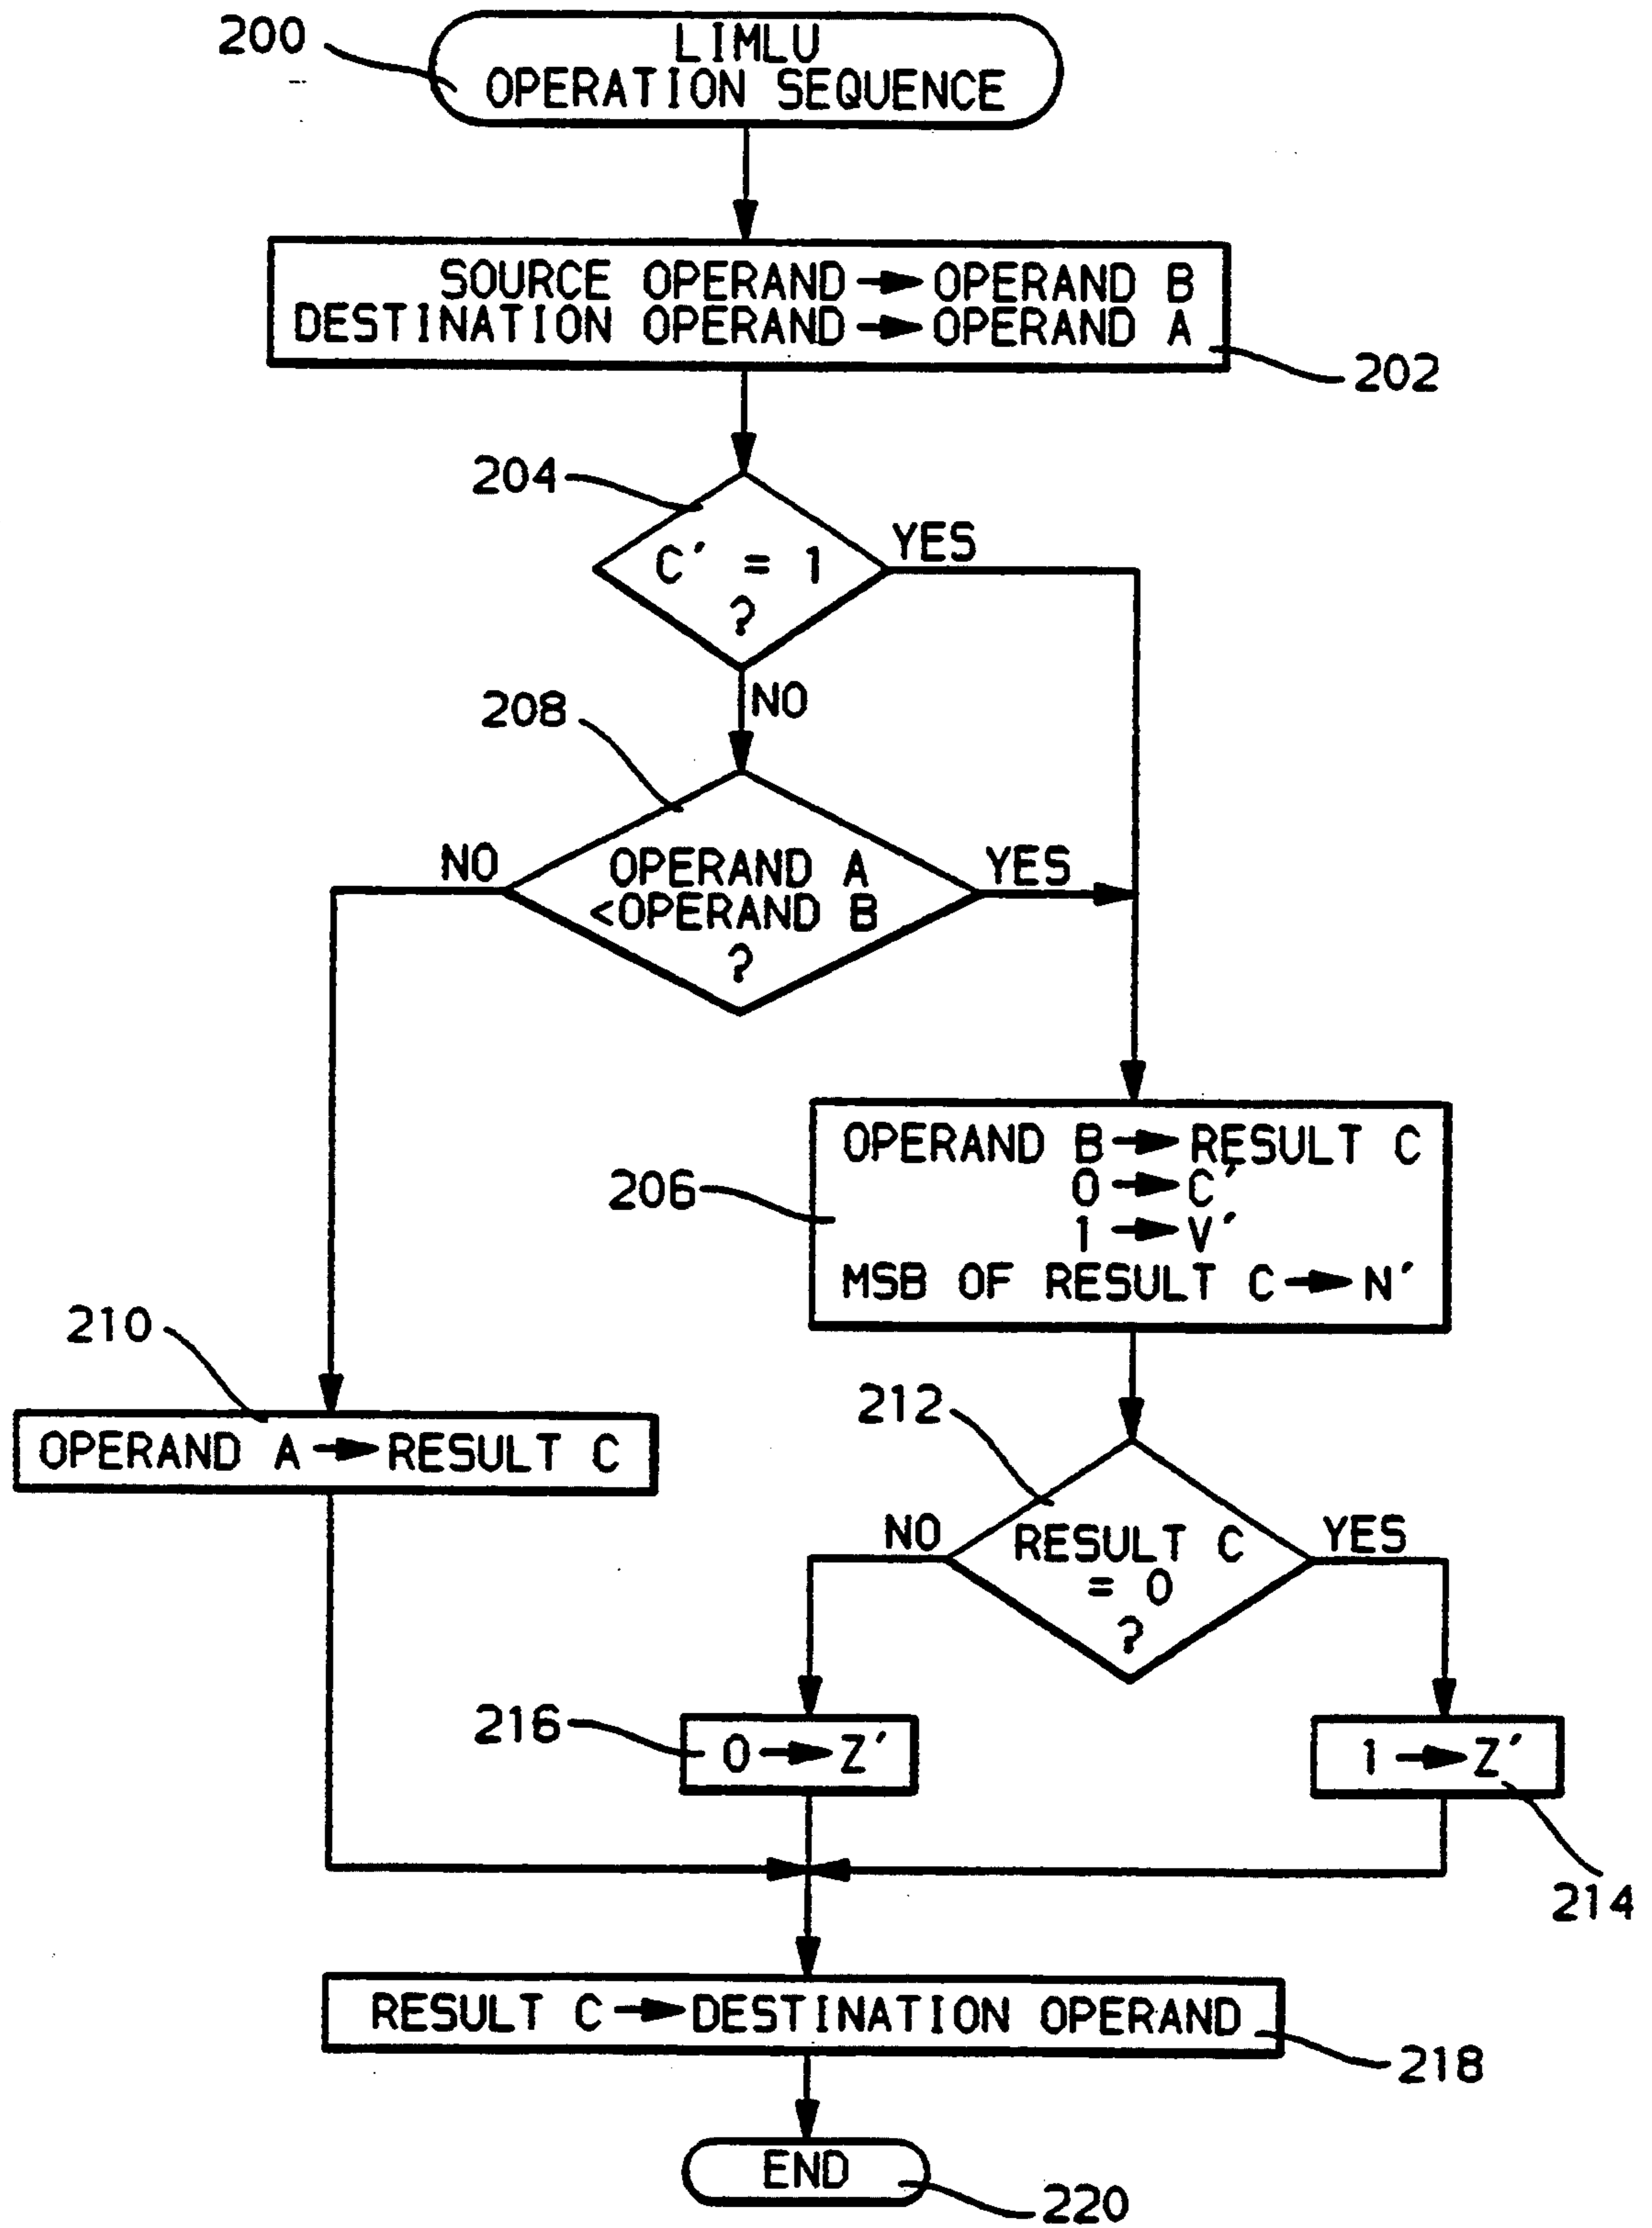 200
LIMLU
OPERATION SEQUENCE
SOURCE OPERAND → OPERAND B
DESTINATION OPERAND → OPERAND A
202
204
C' = 1
?
YES
NO
208
OPERAND A
<OPERAND B
?
NO
YES
OPERAND B → RESULT C
0 → C'
1 → V'
MSB OF RESULT C → N'
206
210
OPERAND A → RESULT C
212
RESULT C
= 0
?
NO
YES
216
0 → Z'
1 → Z'
214
RESULT C → DESTINATION OPERAND
218
END
220